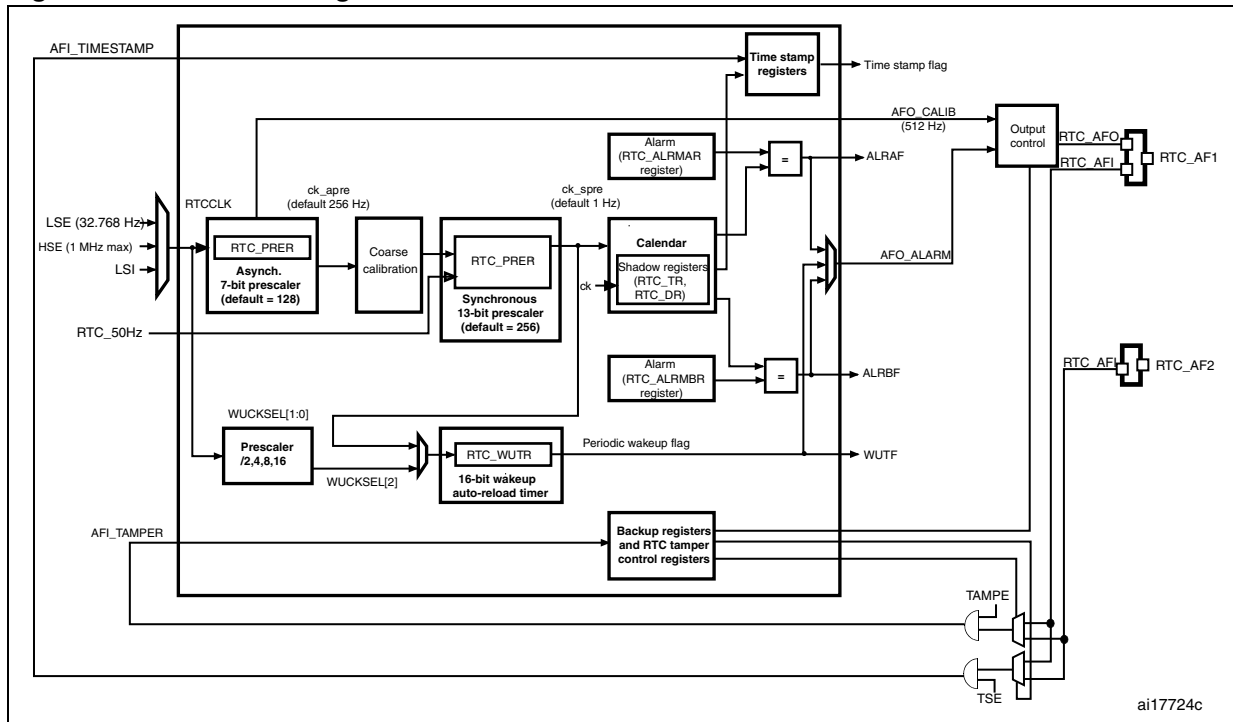 AFI_TIMESTAMP
Time stamp
registers
Time stamp flag
AFO_CALIB
(512 Hz)
Output
control
RTC_AFO
RTC_AFI
RTC_AF1
Alarm
(RTC_ALRMAR
register)
=
ALRAF
RTCCLK
ck_apre
(default 256 Hz)
ck_spre
(default 1 Hz)
LSE (32.768 Hz)
HSE (1 MHz max)
LSI
RTC_PRER
Asynch.
7-bit prescaler
(default = 128)
Coarse
calibration
RTC_PRER
Synchronous
13-bit prescaler
(default = 256)
Calendar
ck
Shadow registers
(RTC_TR,
RTC_DR)
AFO_ALARM
RTC_50Hz
Alarm
(RTC_ALRMBR
register)
=
ALRBF
RTC_AFI
RTC_AF2
WUCKSEL[1:0]
Prescaler
/2,4,8,16
WUCKSEL[2]
RTC_WUTR
16-bit wakeup
auto-reload timer
Periodic wakeup flag
WUTF
AFI_TAMPER
Backup registers
and RTC tamper
control registers
TAMPE
TSE
ai17724c